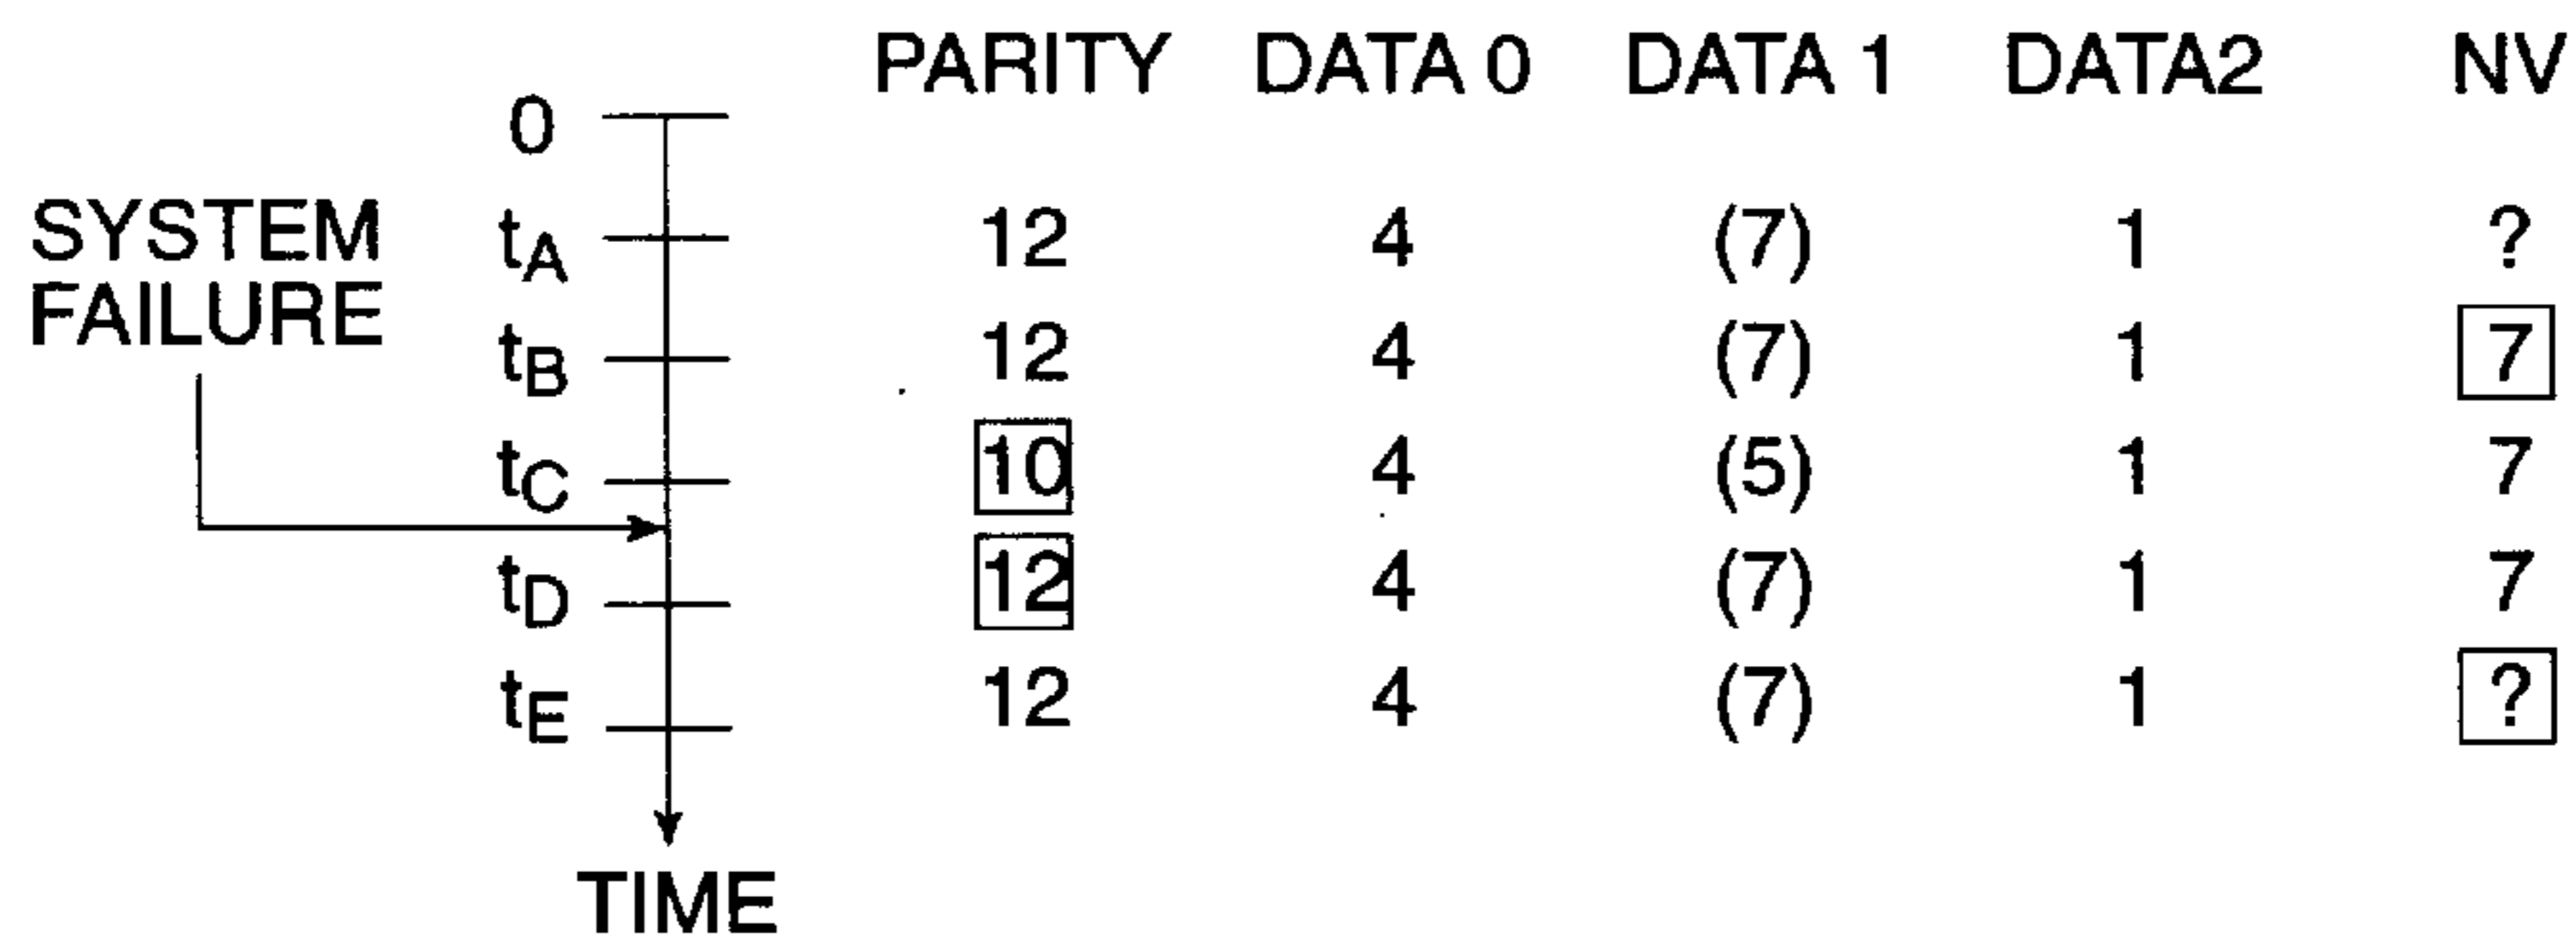 PARITY DATA 0 DATA 1 DATA2 NV
0
SYSTEM
FAILURE
tA 12 4 (7) 1 ?
tB 12 4 (7) 1 7
tC 10 4 (5) 1 7
tD 12 4 (7) 1 7
tE 12 4 (7) 1 ?
TIME